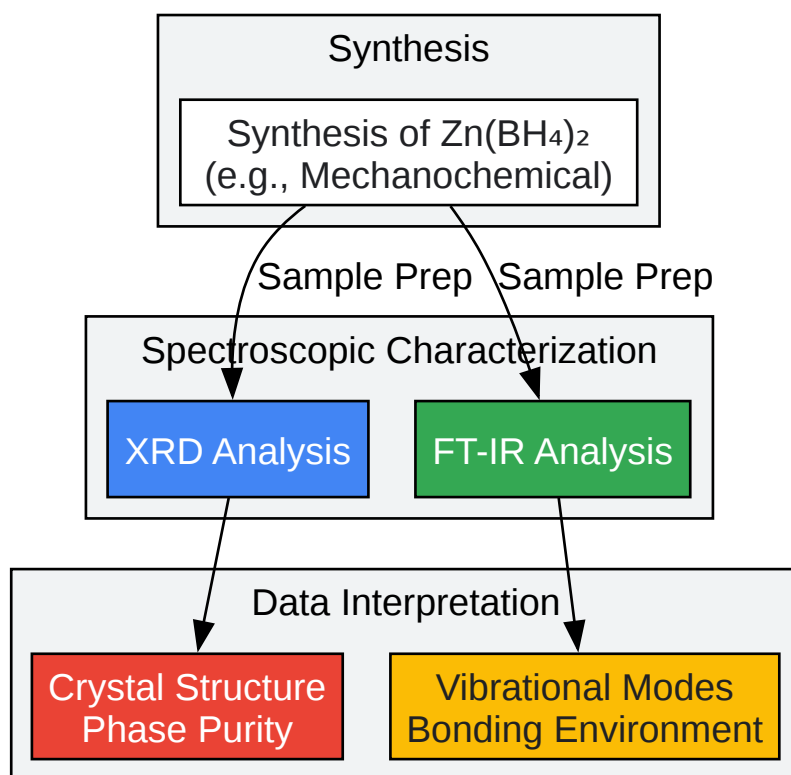 Synthesis
Synthesis of Zn(BH₄)₂
(e.g., Mechanochemical)
Sample Prep
Sample Prep
Spectroscopic Characterization
XRD Analysis
FT-IR Analysis
Data Interpretation
Crystal Structure
Phase Purity
Vibrational Modes
Bonding Environment